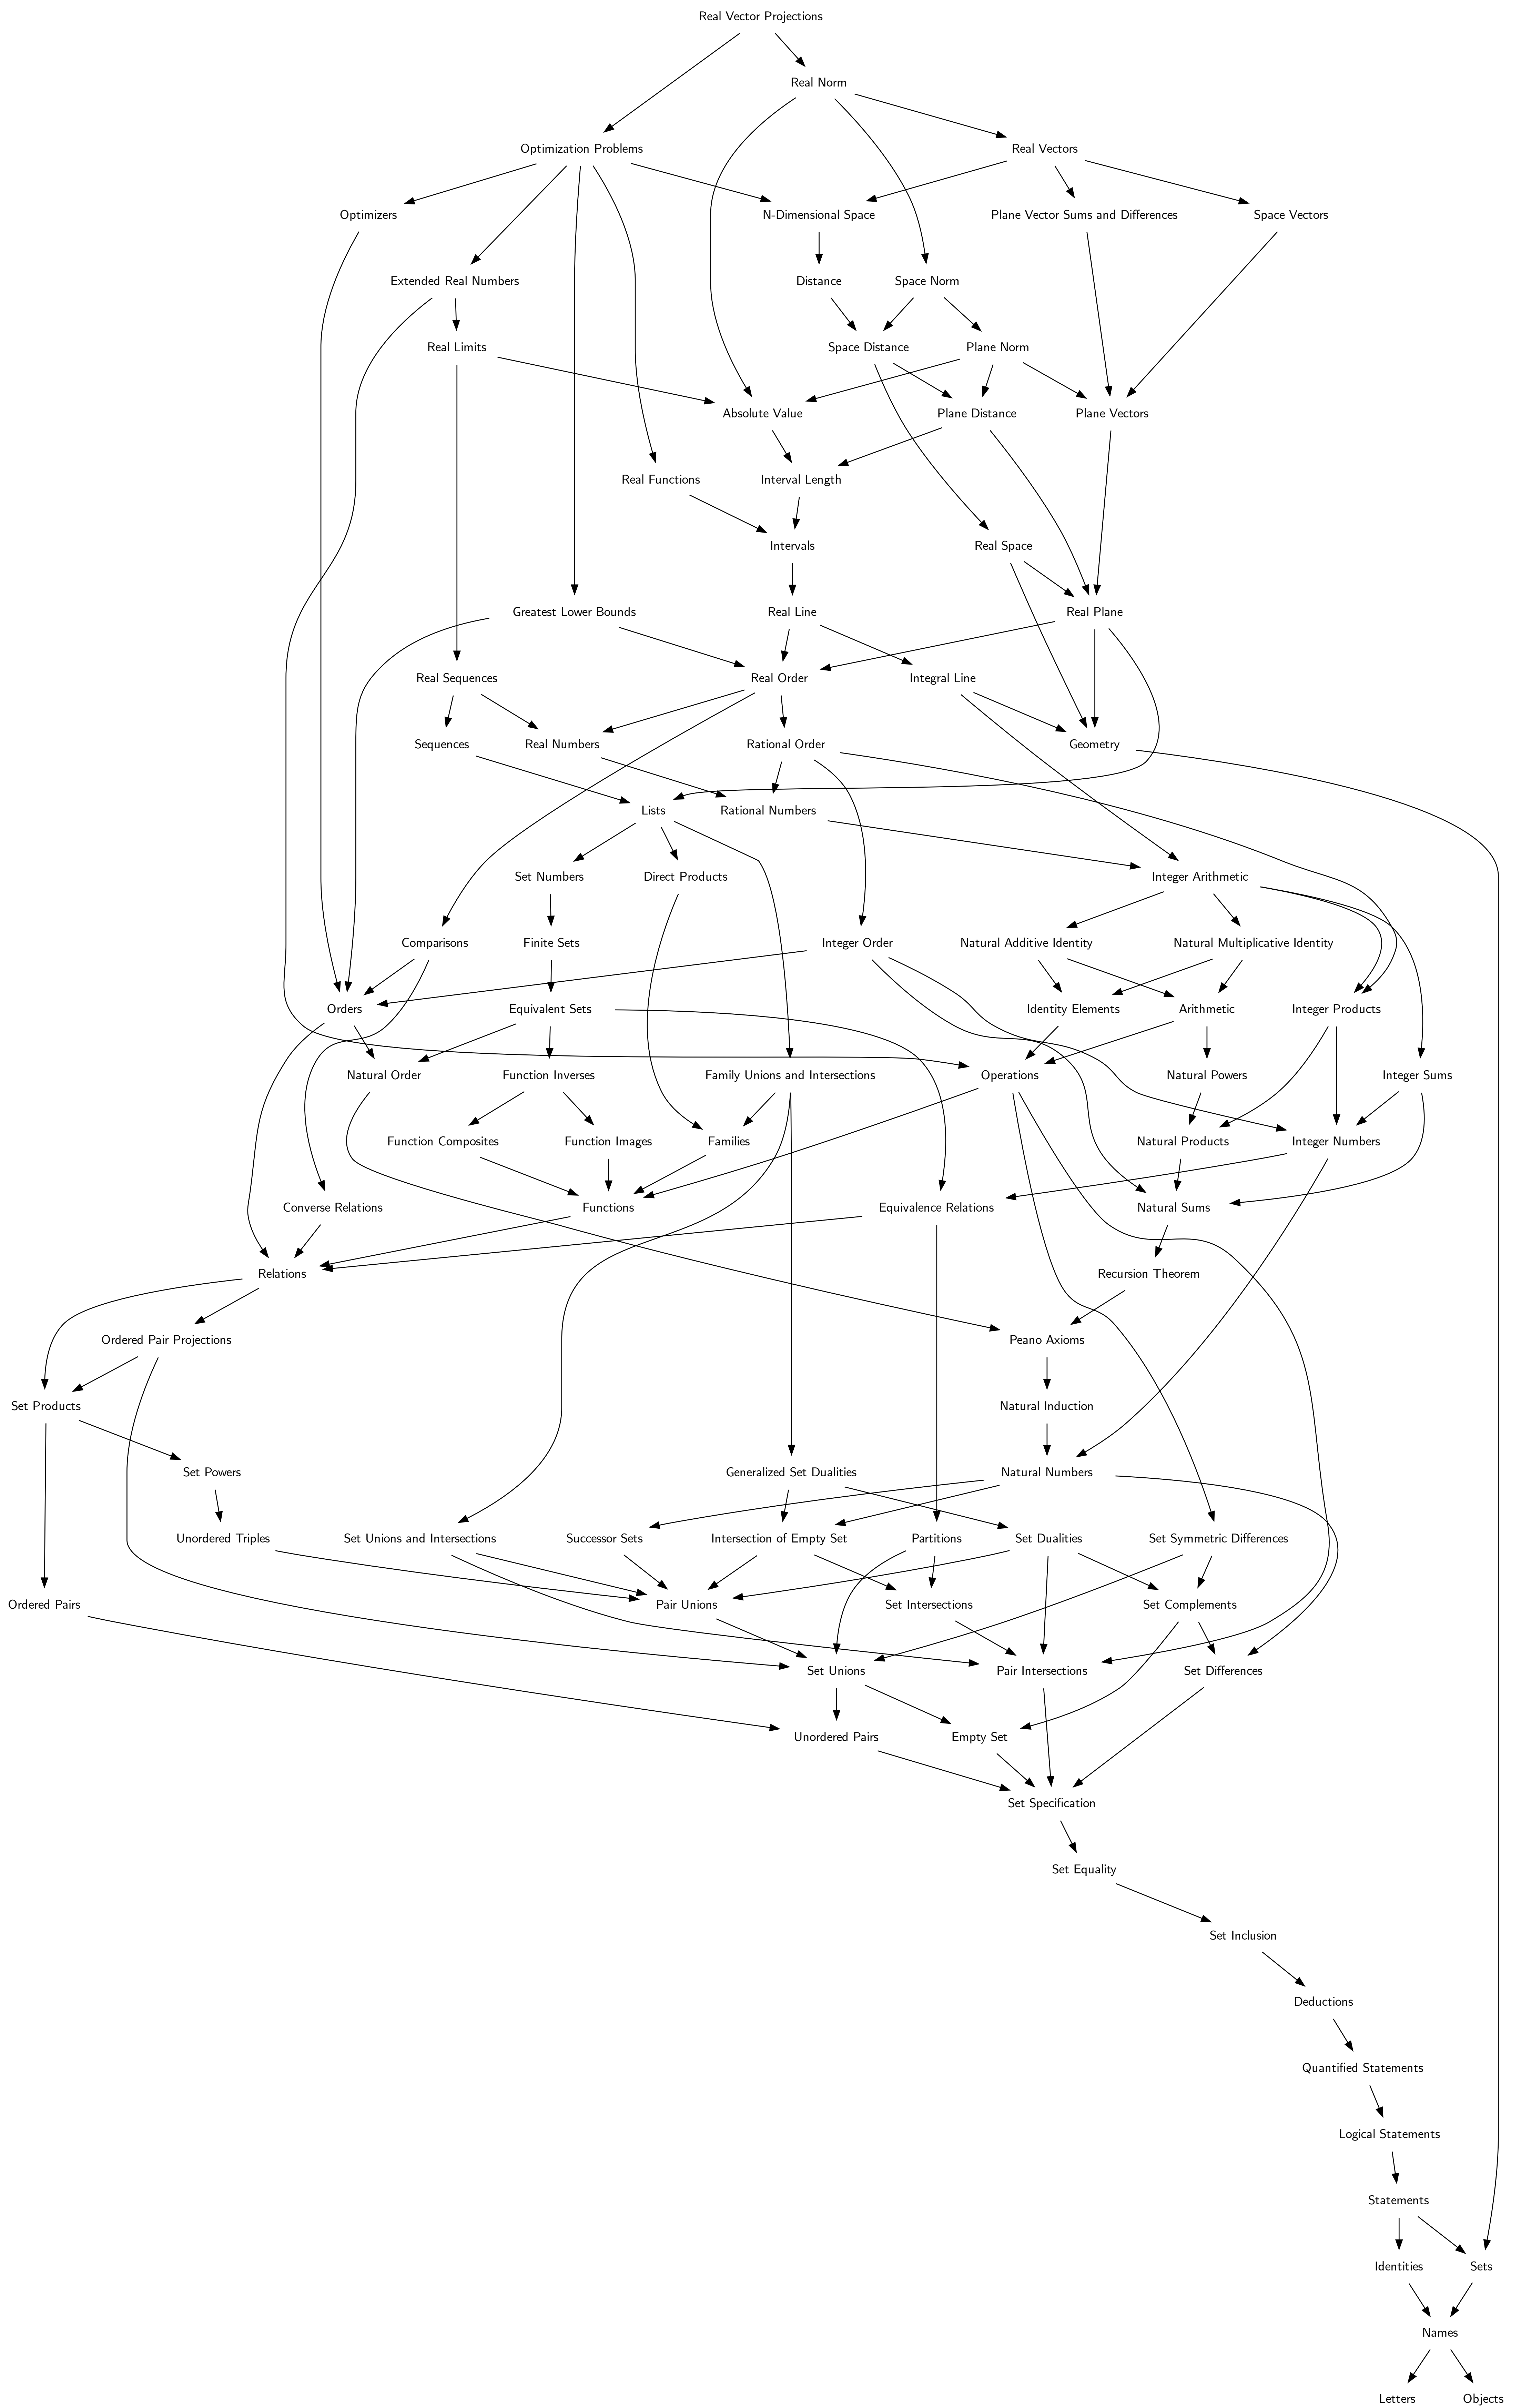 Real Vector Projections
Real Norm
Optimization Problems
Real Vectors
Optimizers
N-Dimensional Space
Plane Vector Sums and Differences
Space Vectors
Extended Real Numbers
Distance
Space Norm
Real Limits
Space Distance
Plane Norm
Absolute Value
Plane Distance
Plane Vectors
Real Functions
Interval Length
Intervals
Real Space
Greatest Lower Bounds
Real Line
Real Plane
Real Sequences
Real Order
Integral Line
Sequences
Real Numbers
Rational Order
Geometry
Lists
Rational Numbers
Set Numbers
Direct Products
Integer Arithmetic
Comparisons
Finite Sets
Integer Order
Natural Additive Identity
Natural Multiplicative Identity
Orders
Equivalent Sets
Identity Elements
Arithmetic
Integer Products
Natural Order
Function Inverses
Family Unions and Intersections
Operations
Natural Powers
Integer Sums
Function Composites
Function Images
Families
Natural Products
Integer Numbers
Converse Relations
Functions
Equivalence Relations
Natural Sums
Relations
Recursion Theorem
Ordered Pair Projections
Peano Axioms
Set Products
Natural Induction
Set Powers
Generalized Set Dualities
Natural Numbers
Unordered Triples
Set Unions and Intersections
Successor Sets
Intersection of Empty Set
Partitions
Set Dualities
Set Symmetric Differences
Ordered Pairs
Pair Unions
Set Intersections
Set Complements
Set Unions
Pair Intersections
Set Differences
Unordered Pairs
Empty Set
Set Specification
Set Equality
Set Inclusion
Deductions
Quantified Statements
Logical Statements
Statements
Identities
Sets
Names
Letters
Objects